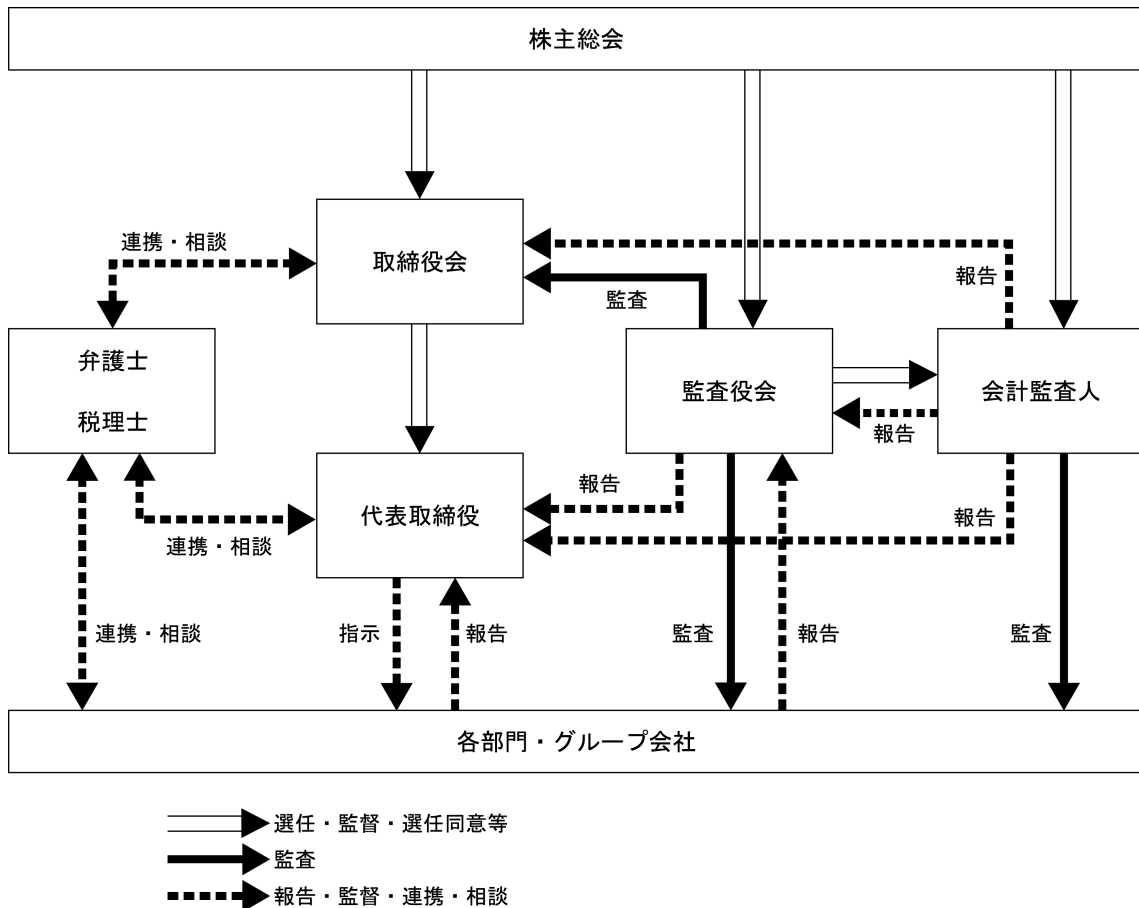 株主総会
連携・相談
取締役会
報告
監査
弁護士
税理士
監査役会
会計監査人
報告
報告
代表取締役
報告
連携・相談
連携・相談
指示
報告
監査
報告
監査
各部門・グループ会社
選任・監督・選任同意等
監査
報告・監督・連携・相談